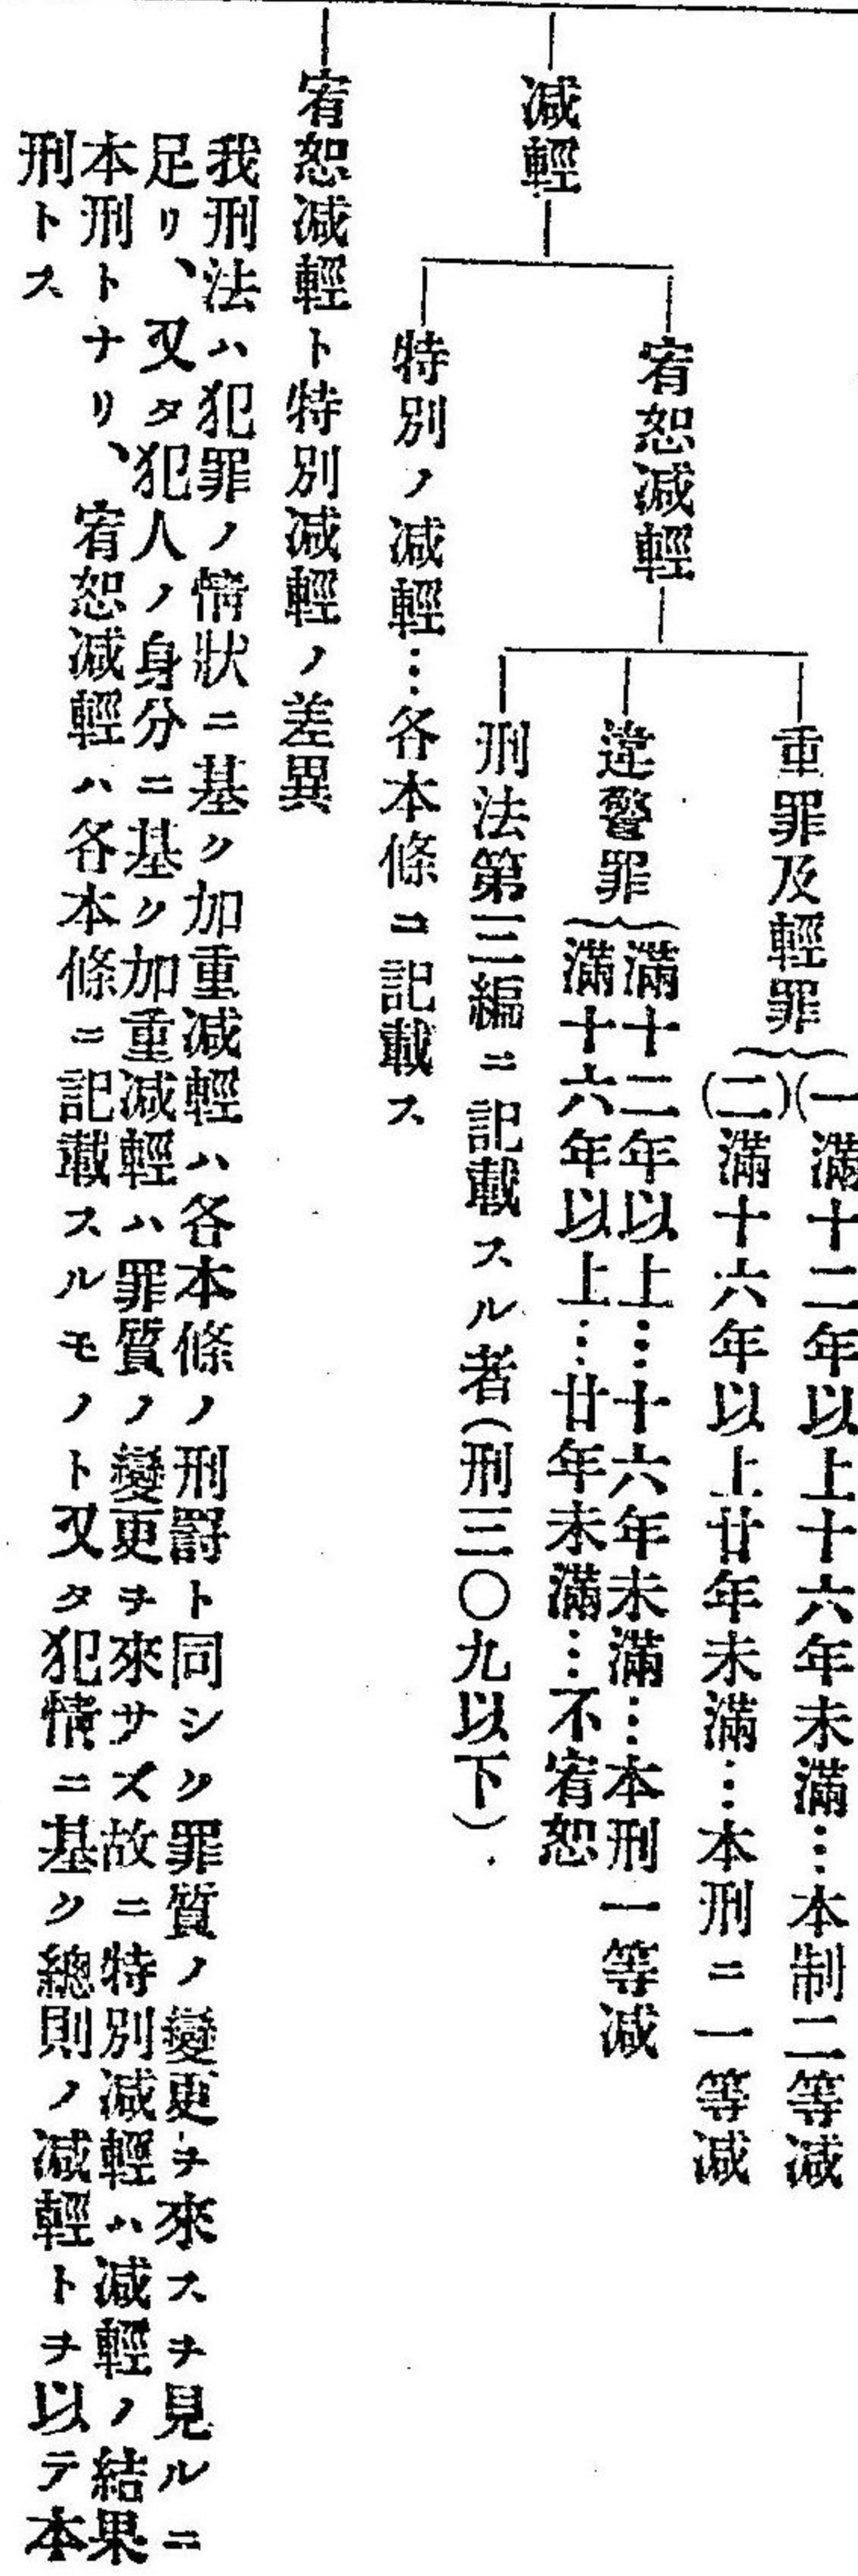 減輕
宥恕減輕
重罪及輕罪
(一滿十二年以上十六年未滿…本制二等減
(二)滿十六年以上廿年未滿…本刑ニ一等減
違警罪
滿十二年以上…十六年未滿…本刑一等減
滿十六年以上…廿年未滿…不宥恕
刑法第三編ニ記載スル者(刑三〇九以下)
特別ノ減輕…各本條ニ記載ス
宥恕減輕ト特別減輕ノ差異
我刑法ハ犯罪ノ情狀ニ基ク加重減輕ハ各本條ノ刑罸ト同シク罪質ノ變更ヲ來スヲ見ルニ
足リ、又タ犯人ノ身分ニ基ク加重減輕ハ罪質ノ變更ヲ來サズ故ニ特別減輕ハ減輕ノ結果
本刑トナリ、宥恕減輕ハ各本條ニ記載スルモノト又タ犯情ニ基ク總則ノ減輕トヲ以テ本
刑トス